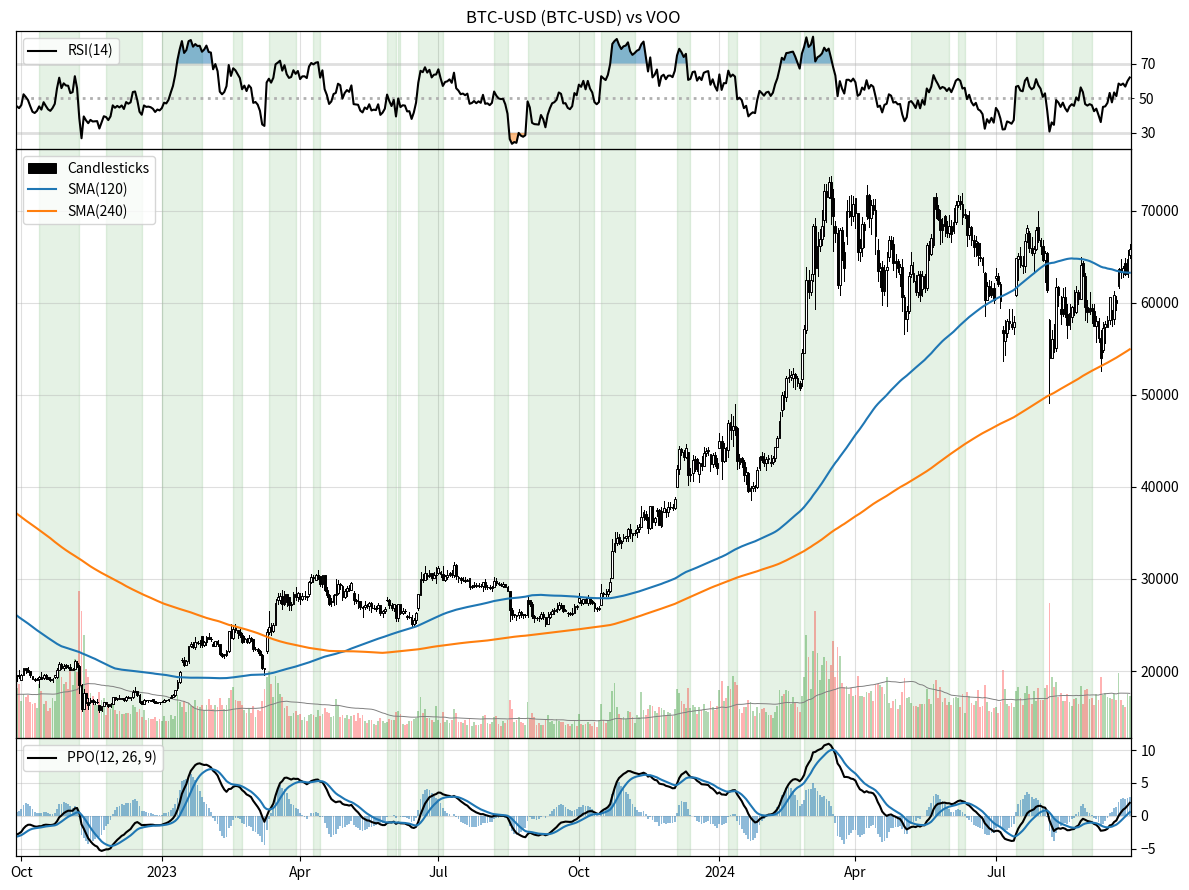 BTC-USD (BTC-USD) vs VOO
RSI(14)
70
50
30
Candlesticks
SMA(120)
SMA(240)
70000
60000
50000
40000
30000
20000
PPO(12, 26, 9)
10
5
0
−5
Oct 2023 Apr Jul Oct 2024 Apr Jul